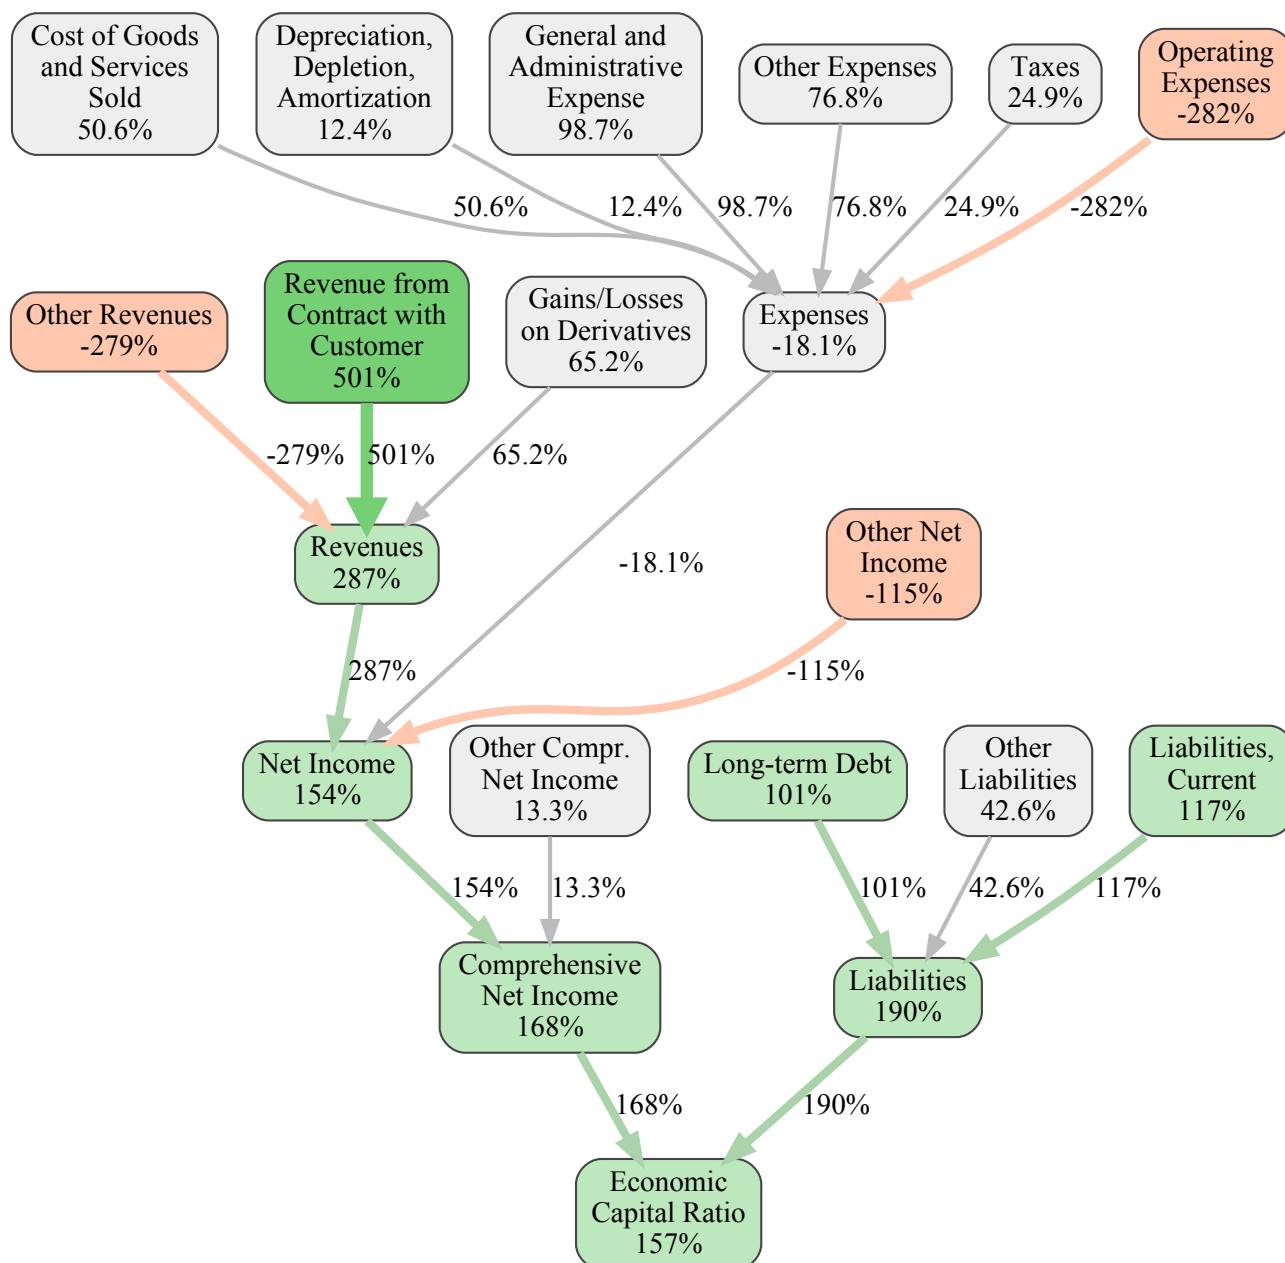 Cost of Goods
and Services
Sold
50.6%
Depreciation,
Depletion,
Amortization
12.4%
General and
Administrative
Expense
98.7%
Other Expenses
76.8%
Taxes
24.9%
Operating
Expenses
-282%
50.6%
12.4%
98.7%
76.8%
24.9%
-282%
Other Revenues
-279%
Revenue from
Contract with
Customer
501%
Gains/Losses
on Derivatives
65.2%
Expenses
-18.1%
-279%
501%
65.2%
Revenues
287%
-18.1%
Other Net
Income
-115%
287%
-115%
Net Income
154%
Other Compr.
Net Income
13.3%
Long-term Debt
101%
Other
Liabilities
42.6%
Liabilities,
Current
117%
154%
13.3%
101%
42.6%
117%
Comprehensive
Net Income
168%
Liabilities
190%
168%
190%
Economic
Capital Ratio
157%